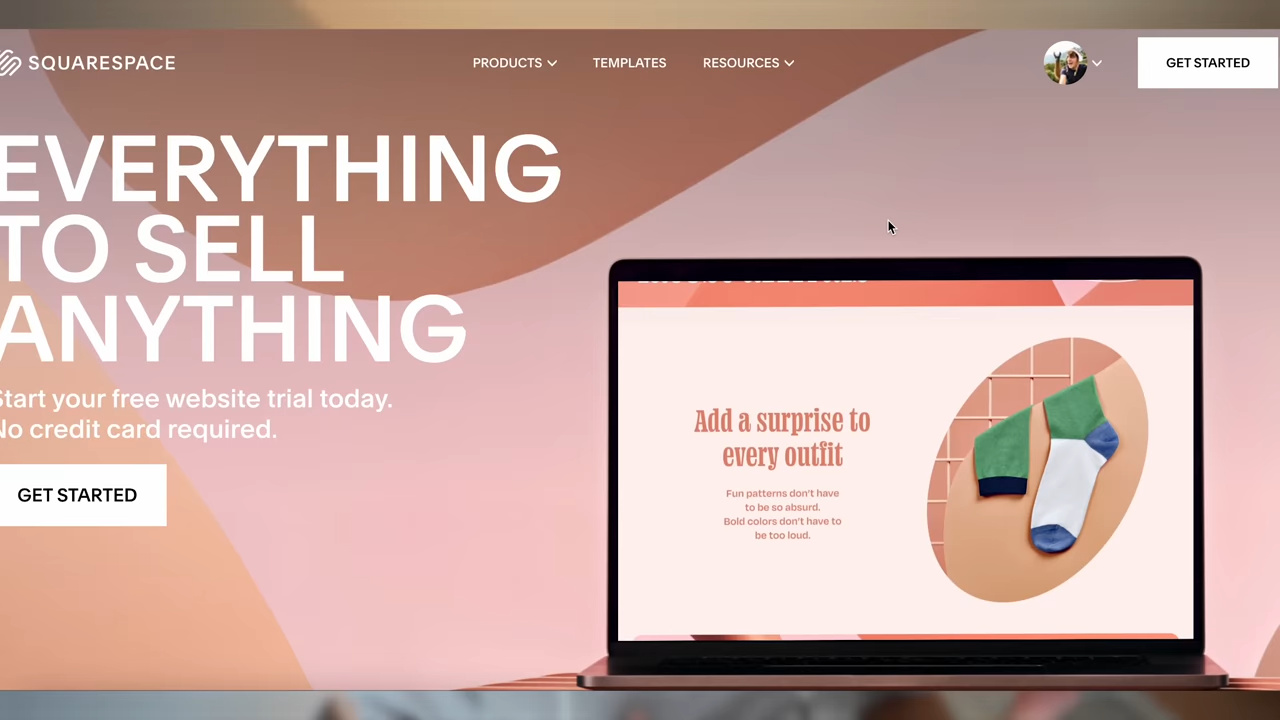 SQUARESPACE
PRODUCTS
TEMPLATES
RESOURCES
GET STARTED
EVERYTHING
TO SELL
ANYTHING
Start your free website trial today.
No credit card required.
GET STARTED
Add a surprise to
every outfit
Fun patterns don't have
to be so absurd.
Bold colors don't have to
be too loud.